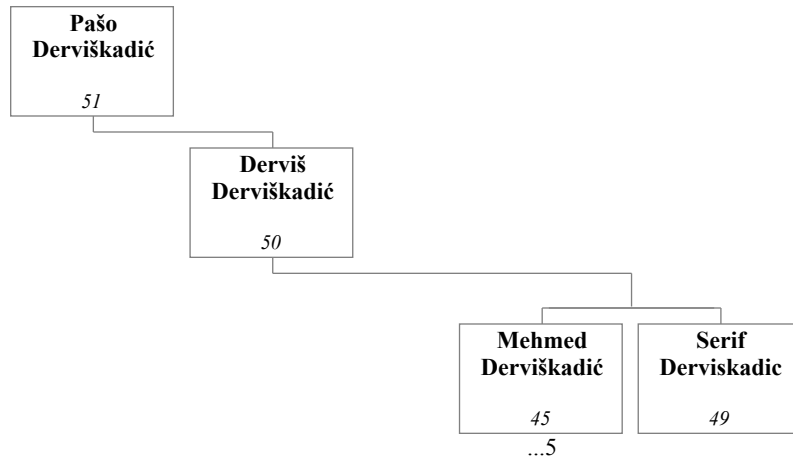 Pašo
Derviškadić
51
Derviš
Derviškadić
50
Mehmed
Derviškadić
45
...5
Serif
Derviskadic
49